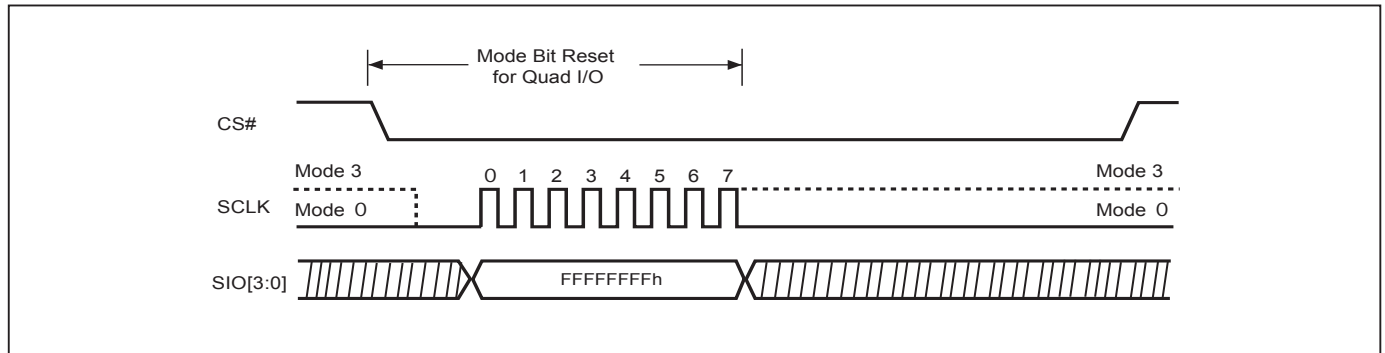 Mode Bit Reset
for Quad I/O
CS#
Mode 3
0 1 2 3 4 5 6 7
Mode 3
SCLK
Mode 0
Mode 0
SIO[3:0]
FFFFFFFFh